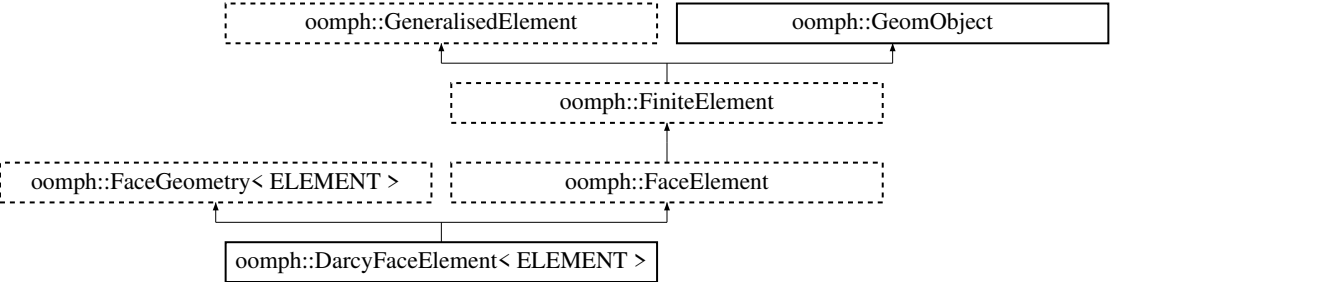 oomph::GeneralisedElement
oomph::GeomObject
oomph::FiniteElement
oomph::FaceGeometry< ELEMENT >
oomph::FaceElement
oomph::DarcyFaceElement< ELEMENT >